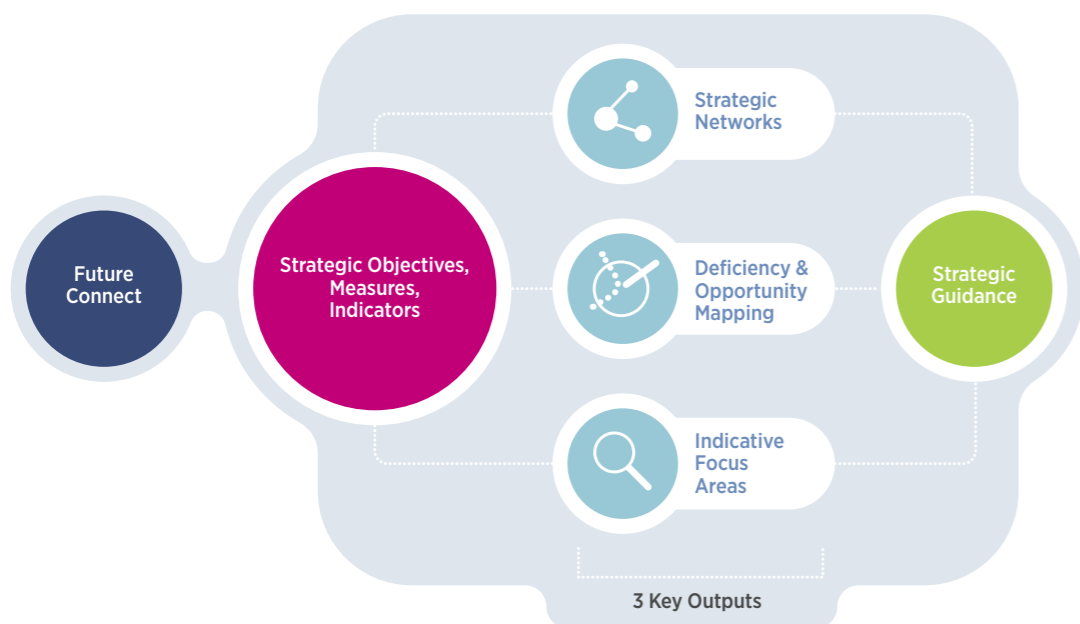 Future
Connect
Strategic Objectives,
Measures,
Indicators
Strategic
Networks
Deficiency &
Opportunity
Mapping
Indicative
Focus
Areas
3 Key Outputs
Strategic
Guidance